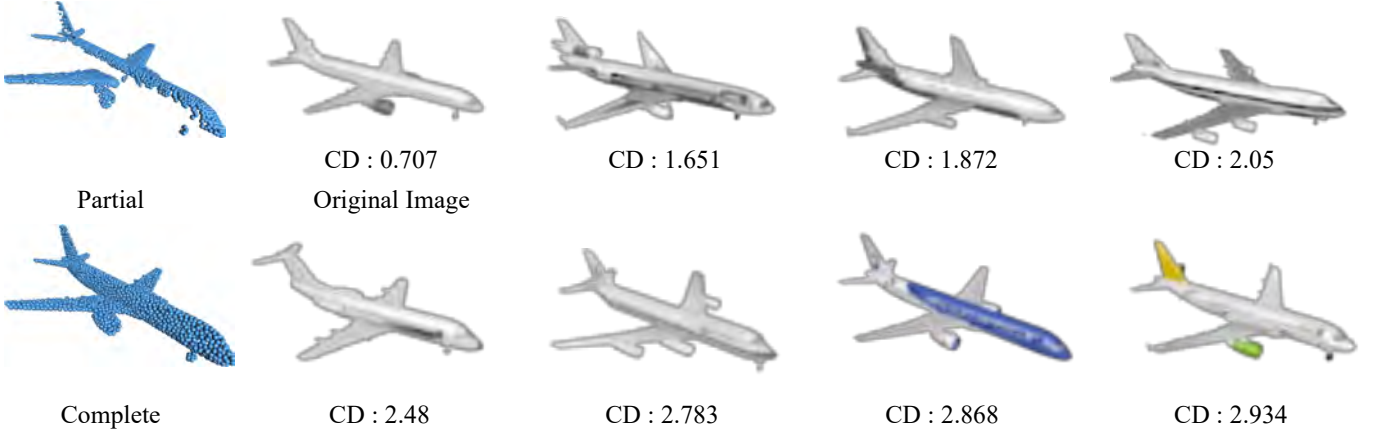 CD : 0.707 CD : 1.651 CD : 1.872 CD : 2.05
Partial Original Image
Complete CD : 2.48 CD : 2.783 CD : 2.868 CD : 2.934